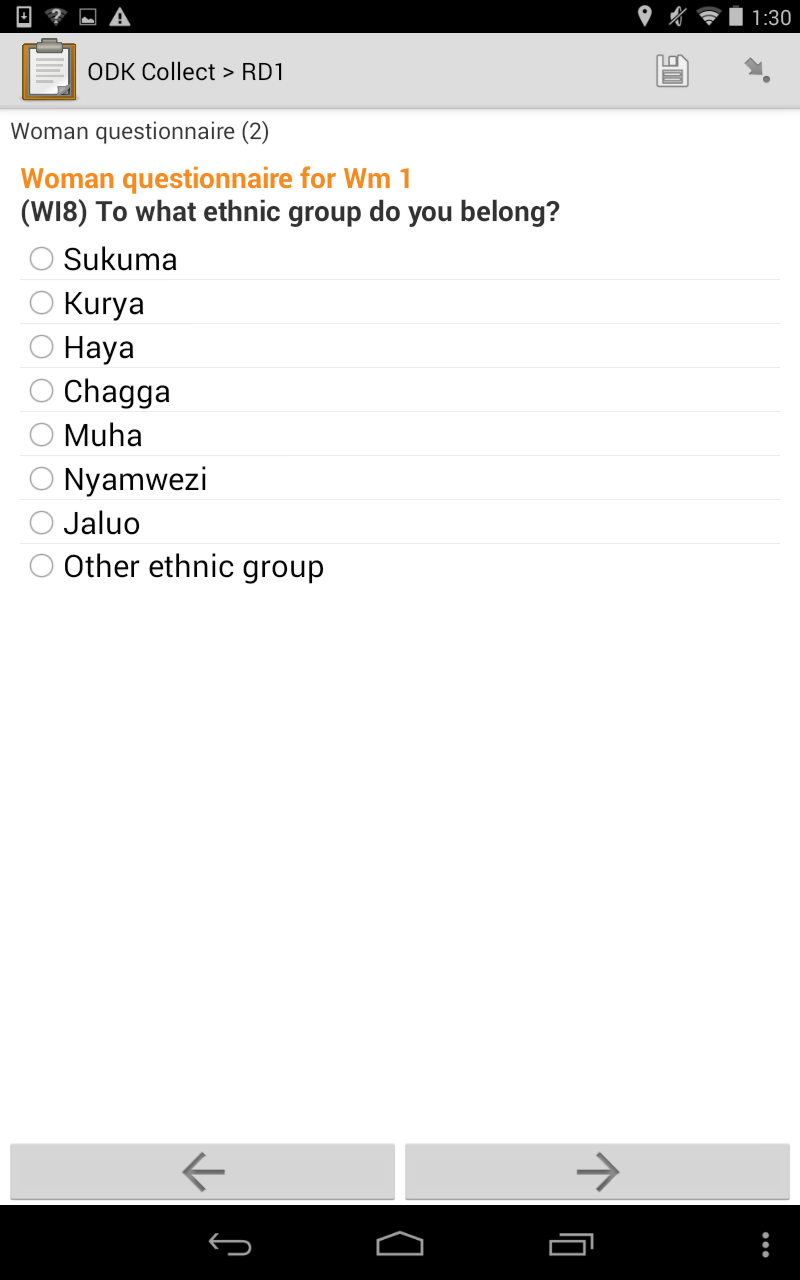 1:30
ODK Collect > RD1
Woman questionnaire (2)
Woman questionnaire for Wm 1
(WI8) To what ethnic group do you belong?
Sukuma
Kurya
Haya
Chagga
Muha
Nyamwezi
Jaluo
Other ethnic group